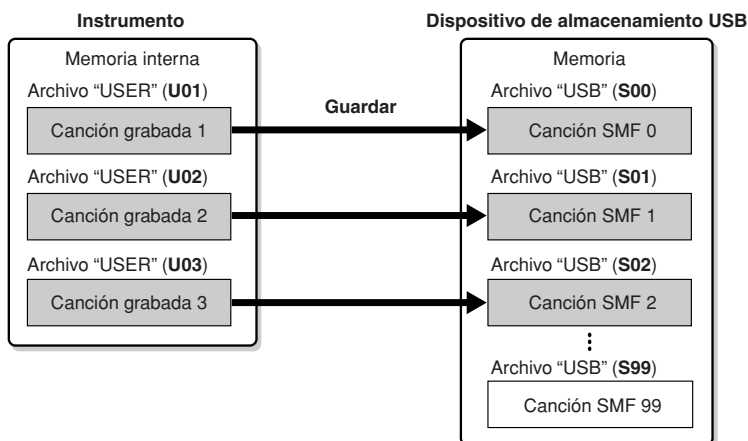 Instrumento
Memoria interna
Archivo “USER” (U01)
Canción grabada 1
Archivo “USER” (U02)
Canción grabada 2
Archivo “USER” (U03)
Canción grabada 3
Guardar
Dispositivo de almacenamiento USB
Memoria
Archivo “USB” (S00)
Canción SMF 0
Archivo “USB” (S01)
Canción SMF 1
Archivo “USB” (S02)
Canción SMF 2
Archivo “USB” (S99)
Canción SMF 99